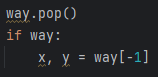 way.pop()
if way:
    x, y = way[-1]